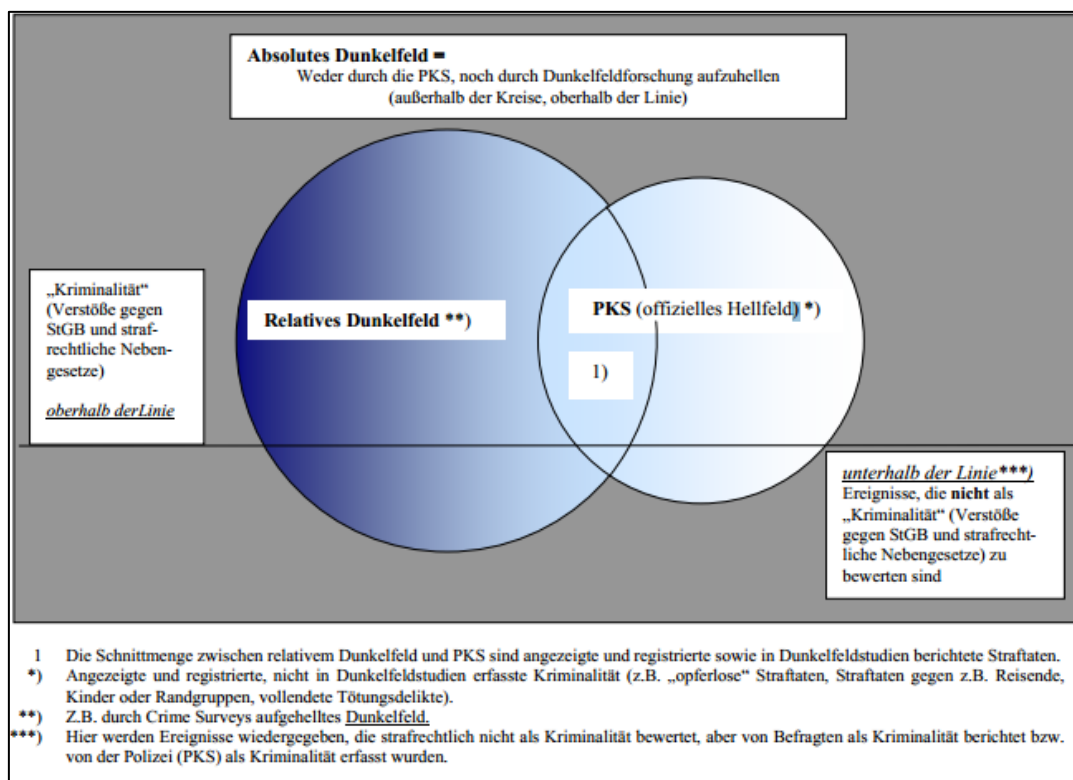 Absolutes Dunkelfeld =
Weder durch die PKS, noch durch Dunkelfeldforschung aufzuhellen
(außerhalb der Kreise, oberhalb der Linie)
„Kriminalität“
(Verstöße gegen
StGB und straf-
rechtliche Neben-
gesetze)
oberhalb derLinie
Relatives Dunkelfeld **)
PKS (offizielles Hellfeld) *)
1)
unterhalb der Linie***)
Ereignisse, die nicht als
„Kriminalität“ (Verstöße
gegen StGB und strafrecht-
liche Nebengesetze) zu
bewerten sind
1 Die Schnittmenge zwischen relativem Dunkelfeld und PKS sind angezeigte und registrierte sowie in Dunkelfeldstudien berichtete Straftaten.
*) Angezeigte und registrierte, nicht in Dunkelfeldstudien erfasste Kriminalität (z.B. „opferlose“ Straftaten, Straftaten gegen z.B. Reisende,
Kinder oder Randgruppen, vollendete Tötungsdelikte).
**) Z.B. durch Crime Surveys aufgehelltes Dunkelfeld.
***) Hier werden Ereignisse wiedergegeben, die strafrechtlich nicht als Kriminalität bewertet, aber von Befragten als Kriminalität berichtet bzw.
von der Polizei (PKS) als Kriminalität erfasst wurden.